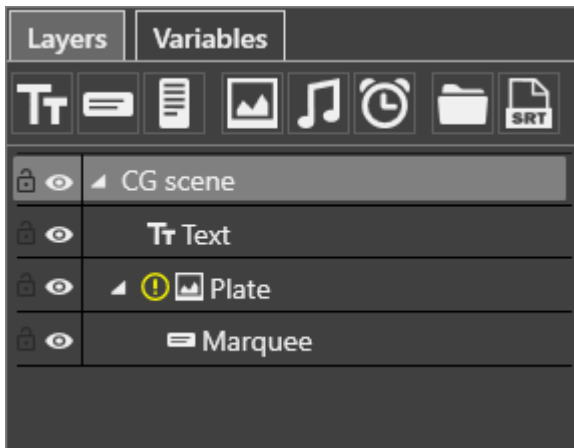 Layers Variables
SRT
CG scene
Text
Plate
Marquee